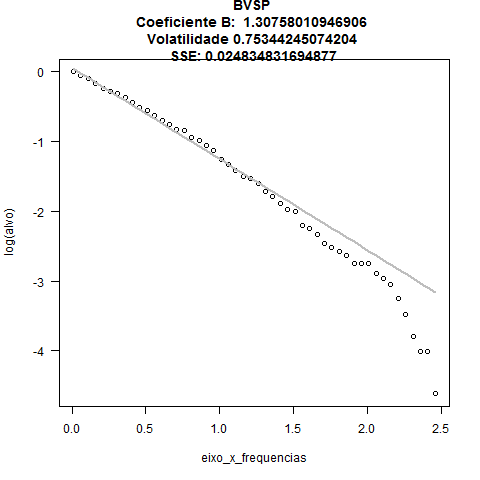 BVSP
Coeficiente B:  1.30758010946906
Volatilidade 0.75344245074204
SSE: 0.024834831694877
log(alvo)
0
-1
-2
-3
-4
0.0 0.5 1.0 1.5 2.0 2.5
eixo_x_frequencias